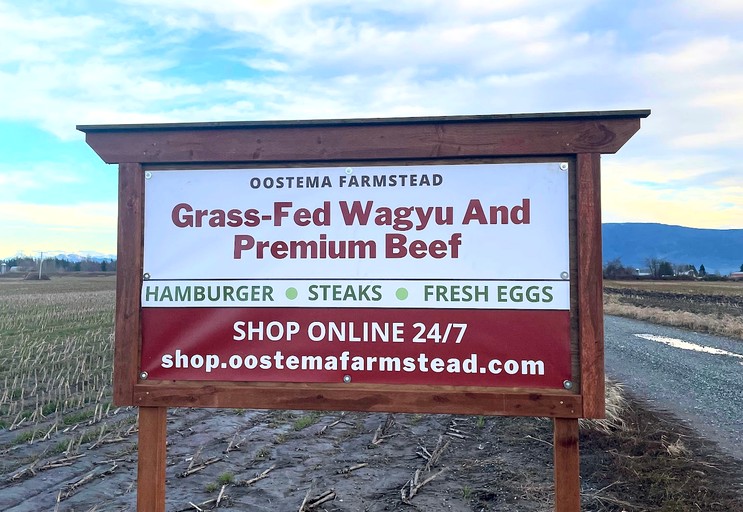 OOSTEMA FARMSTEAD
Grass-Fed Wagyu And
Premium Beef
HAMBURGER • STEAKS • FRESH EGGS
SHOP ONLINE 24/7
shop.oostemafarmstead.com